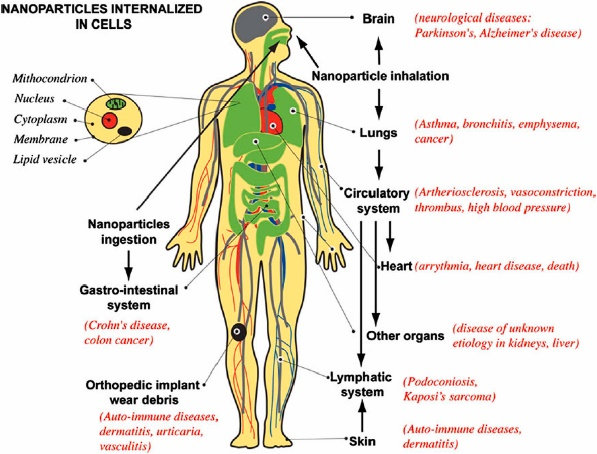 NANOPARTICLES INTERNALIZED
IN CELLS
Mithocondrion
Nucleus
Cytoplasm
Membrane
Lipid vesicle
Nanoparticles
ingestion
Gastro-intestinal
system
(Crohn's disease,
colon cancer)
Orthopedic implant
wear debris
(Auto-immune diseases,
dermatitis, urticaria,
vasculitis)
Brain
(neurological diseases:
Parkinson's, Alzheimer's disease)
Nanoparticle inhalation
Lungs
(Asthma, bronchitis, emphysema,
cancer)
Circulatory
system
(Artheriosclerosis, vasoconstriction,
thrombus, high blood pressure)
Heart
(arrythmia, heart disease, death)
Other organs
(disease of unknown
etiology in kidneys, liver)
Lymphatic
system
(Podoconiosis,
Kaposi's sarcoma)
Skin
(Auto-immune diseases,
dermatitis)